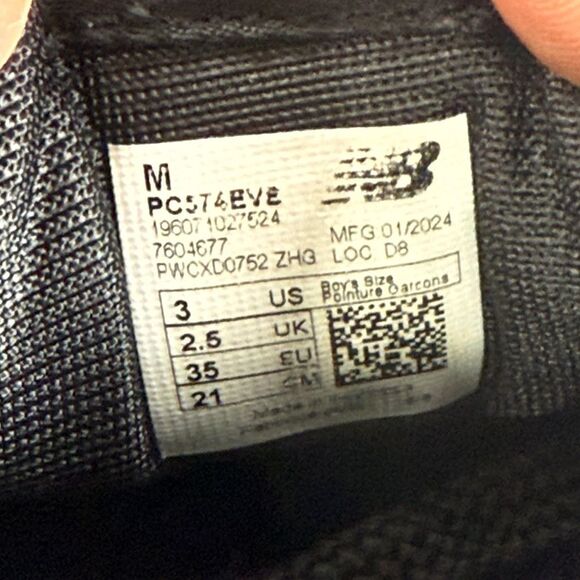 M
PC574EVE
196071027524
7604677
PWCXD0752 ZHG
MFG 01/2024
LOC D8
3 US
2.5 UK
35 EU
21 CM
Boy's Size
Pointure Garcons
Made